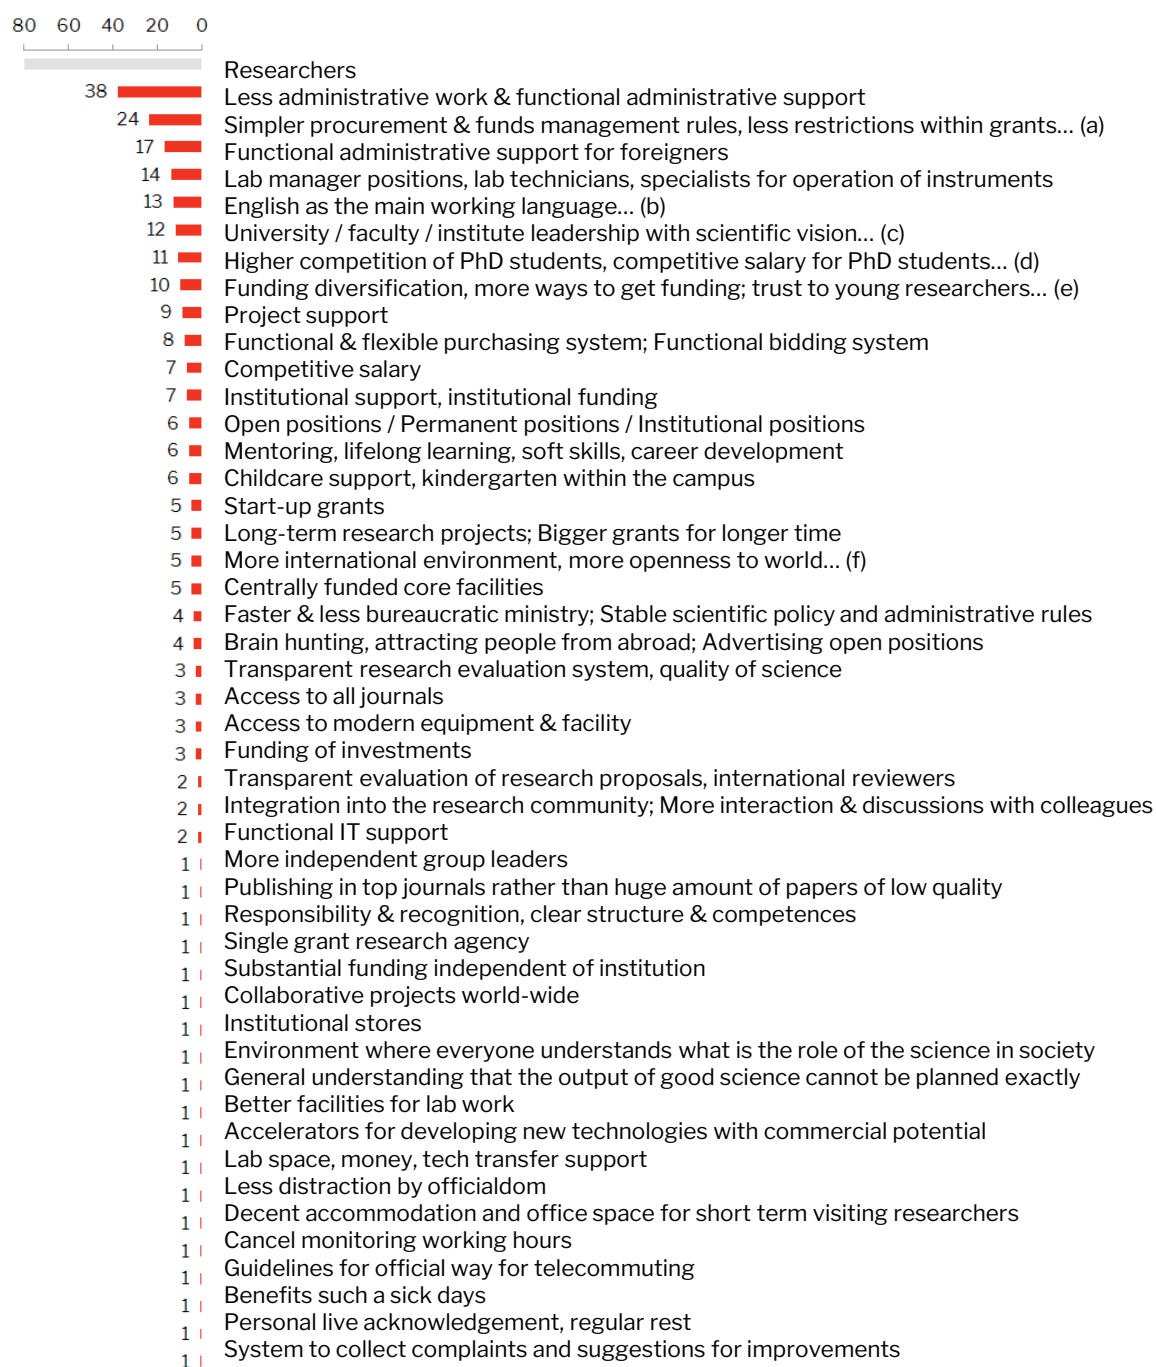 80 60 40 20 0
Researchers
38 Less administrative work & functional administrative support
24 Simpler procurement & funds management rules, less restrictions within grants... (a)
17 Functional administrative support for foreigners
14 Lab manager positions, lab technicians, specialists for operation of instruments
13 English as the main working language... (b)
12 University / faculty / institute leadership with scientific vision... (c)
11 Higher competition of PhD students, competitive salary for PhD students... (d)
10 Funding diversification, more ways to get funding; trust to young researchers... (e)
9 Project support
8 Functional & flexible purchasing system; Functional bidding system
7 Competitive salary
7 Institutional support, institutional funding
6 Open positions / Permanent positions / Institutional positions
6 Mentoring, lifelong learning, soft skills, career development
6 Childcare support, kindergarten within the campus
5 Start-up grants
5 Long-term research projects; Bigger grants for longer time
5 More international environment, more openness to world... (f)
5 Centrally funded core facilities
4 Faster & less bureaucratic ministry; Stable scientific policy and administrative rules
4 Brain hunting, attracting people from abroad; Advertising open positions
3 Transparent research evaluation system, quality of science
3 Access to all journals
3 Access to modern equipment & facility
3 Funding of investments
2 Transparent evaluation of research proposals, international reviewers
2 Integration into the research community; More interaction & discussions with colleagues
2 Functional IT support
1 More independent group leaders
1 Publishing in top journals rather than huge amount of papers of low quality
1 Responsibility & recognition, clear structure & competences
1 Single grant research agency
1 Substantial funding independent of institution
1 Collaborative projects world-wide
1 Institutional stores
1 Environment where everyone understands what is the role of the science in society
1 General understanding that the output of good science cannot be planned exactly
1 Better facilities for lab work
1 Accelerators for developing new technologies with commercial potential
1 Lab space, money, tech transfer support
1 Less distraction by officialdom
1 Decent accommodation and office space for short term visiting researchers
1 Cancel monitoring working hours
1 Guidelines for official way for telecommuting
1 Benefits such a sick days
1 Personal live acknowledgement, regular rest
1 System to collect complaints and suggestions for improvements